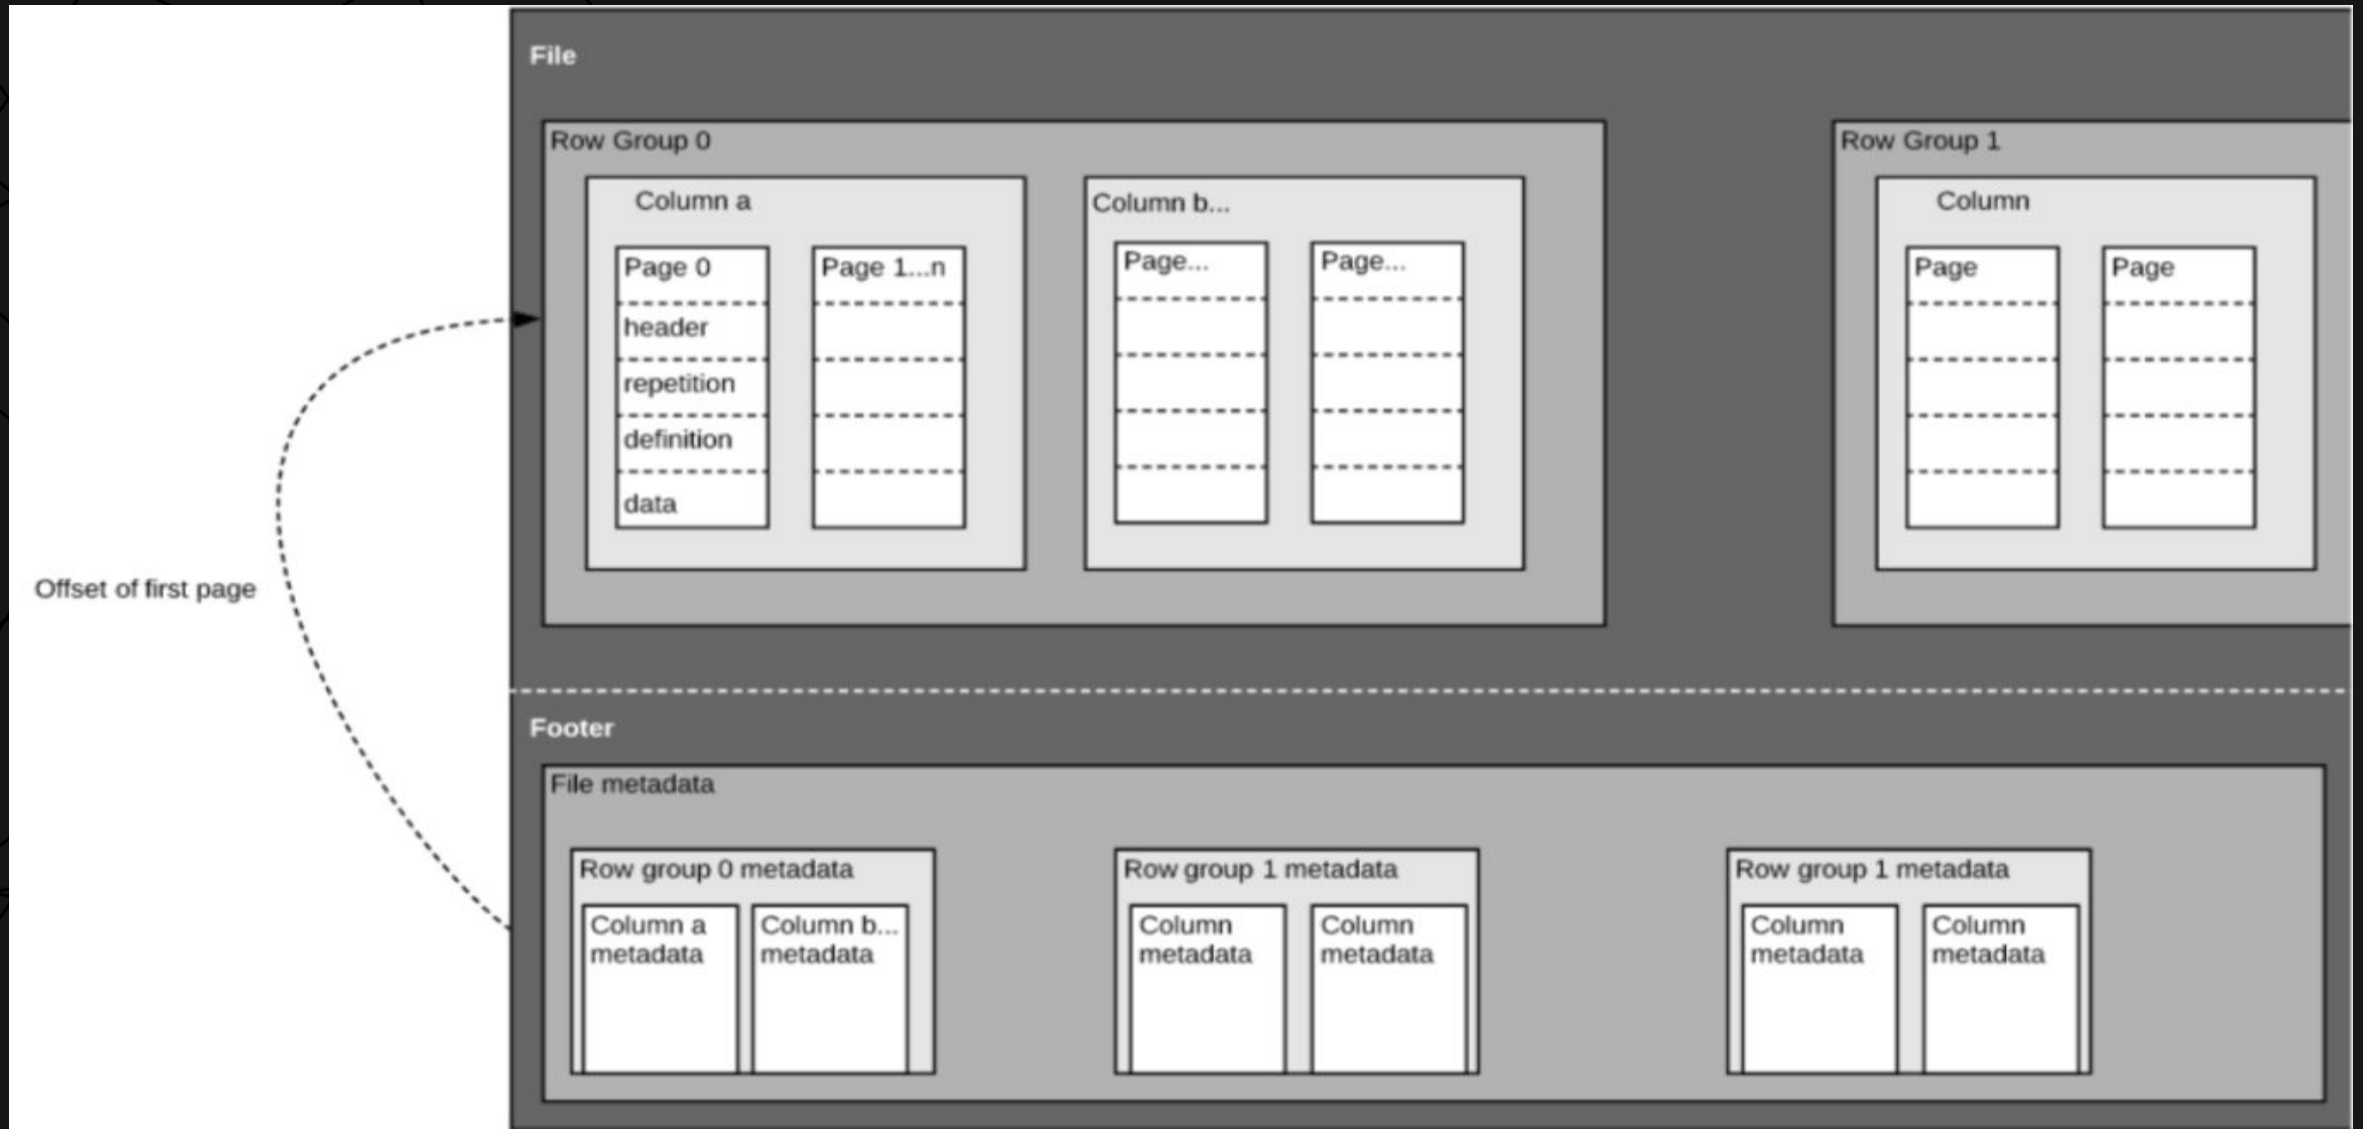 File
Row Group 0
Column a
Page 0
header
repetition
definition
data
Page 1...n
Column b...
Page...
Page...
Row Group 1
Column
Page
Page
Offset of first page
Footer
File metadata
Row group 0 metadata
Column a
metadata
Column b...
metadata
Row group 1 metadata
Column
metadata
Column
metadata
Row group 1 metadata
Column
metadata
Column
metadata